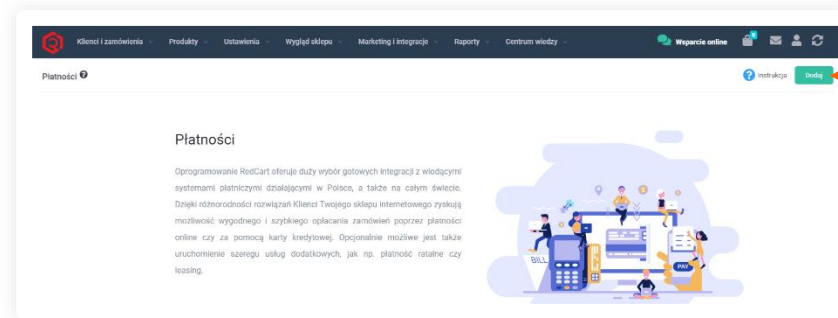 Klienci i zamówienia Produkty Ustawienia Wygląd sklepu Marketing i integracje Raporty Centrum wiedzy Wsparcie online
Płatności ? ? Instrukcja Dodaj
Płatności
Oprogramowanie RedCart oferuje duży wybór gotowych integracji z wiodącymi
systemami płatniczymi działającymi w Polsce, a także na całym świecie.
Dzięki różnorodności rozwiązań Klienci Twojego sklepu internetowego zyskują
możliwość wygodnego i szybkiego opłacania zamówień poprzez płatności
online czy za pomocą karty kredytowej. Opcjonalnie możliwe jest także
uruchomienie szeregu usług dodatkowych, jak np. płatność ratalne czy
leasing.
BILL
PAY